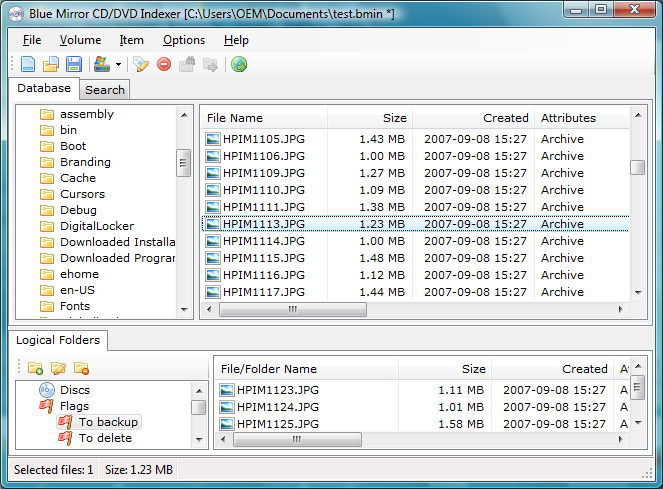 Blue Mirror CD/DVD Indexer [C:\Users\OEM\Documents\test.bmin *]
File Volume Item Options Help
Database Search
assembly
bin
Boot
Branding
Cache
Cursors
Debug
DigitalLocker
Downloaded Installa
Downloaded Program
ehome
en-US
Fonts
File Name Size Created Attributes
HPIM1105.JPG 1.43 MB 2007-09-08 15:27 Archive
HPIM1106.JPG 1.00 MB 2007-09-08 15:27 Archive
HPIM1109.JPG 1.27 MB 2007-09-08 15:27 Archive
HPIM1110.JPG 1.09 MB 2007-09-08 15:27 Archive
HPIM1111.JPG 1.38 MB 2007-09-08 15:27 Archive
HPIM1113.JPG 1.23 MB 2007-09-08 15:27 Archive
HPIM1114.JPG 1.00 MB 2007-09-08 15:27 Archive
HPIM1115.JPG 1.48 MB 2007-09-08 15:27 Archive
HPIM1116.JPG 1.12 MB 2007-09-08 15:27 Archive
HPIM1117.JPG 1.44 MB 2007-09-08 15:27 Archive
Logical Folders
Discs
Flags
To backup
To delete
File/Folder Name Size Created A
HPIM1123.JPG 1.11 MB 2007-09-08 15:27 A
HPIM1124.JPG 1.01 MB 2007-09-08 15:27 A
HPIM1125.JPG 1.58 MB 2007-09-08 15:27 A
Selected files: 1 Size: 1.23 MB